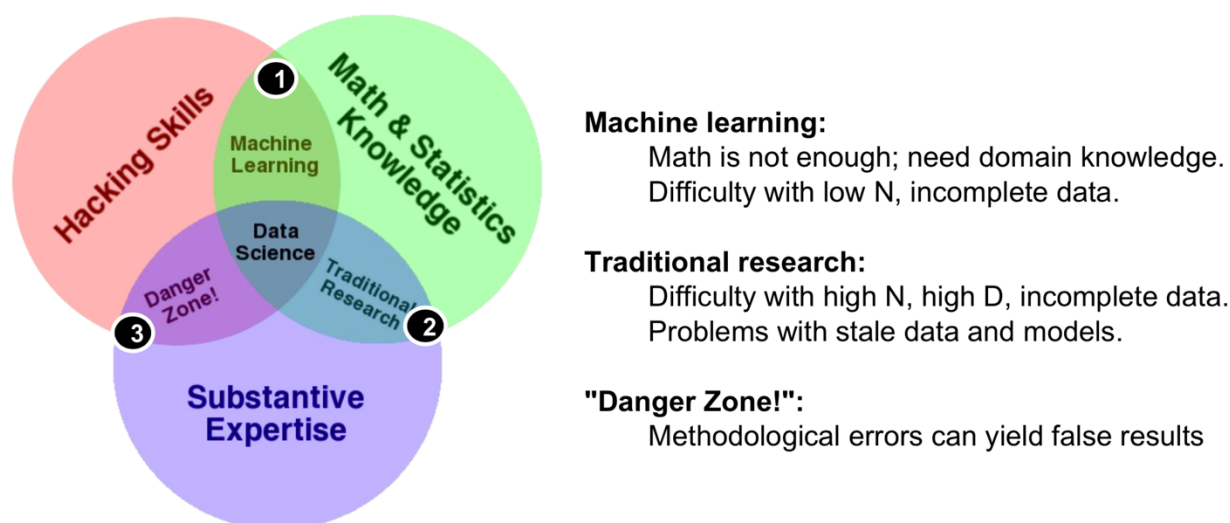 1
Hacking Skills
Math & Statistics
Knowledge
Machine
Learning
Data
Science
Danger
Zone!
Traditional
Research
3
2
Substantive
Expertise
Machine learning:
Math is not enough; need domain knowledge.
Difficulty with low N, incomplete data.
Traditional research:
Difficulty with high N, high D, incomplete data.
Problems with stale data and models.
"Danger Zone!":
Methodological errors can yield false results